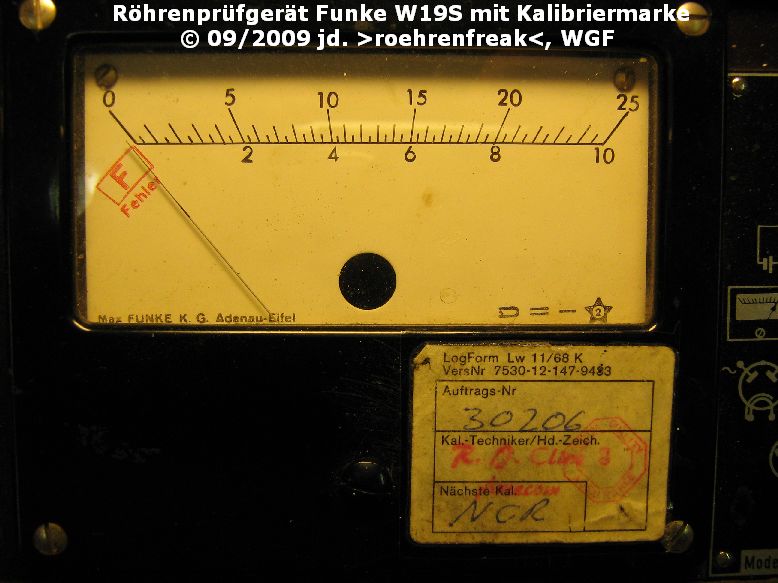 Röhrenprüfgerät Funke W19S mit Kalibriermarke
© 09/2009 jd. >roehrenfreak<, WGF
0 5 10 15 20 25
2 4 6 8 10
F
Fehler
Max FUNKE K. G. Adenau-Eifel
2
LogForm Lw 11/68 K
VersNr 7530-12-147-9483
Auftrags-Nr
30206
Kal.-Techniker/Hd.-Zeich.
R. D.
Nächste Kal.
NCR
Mode